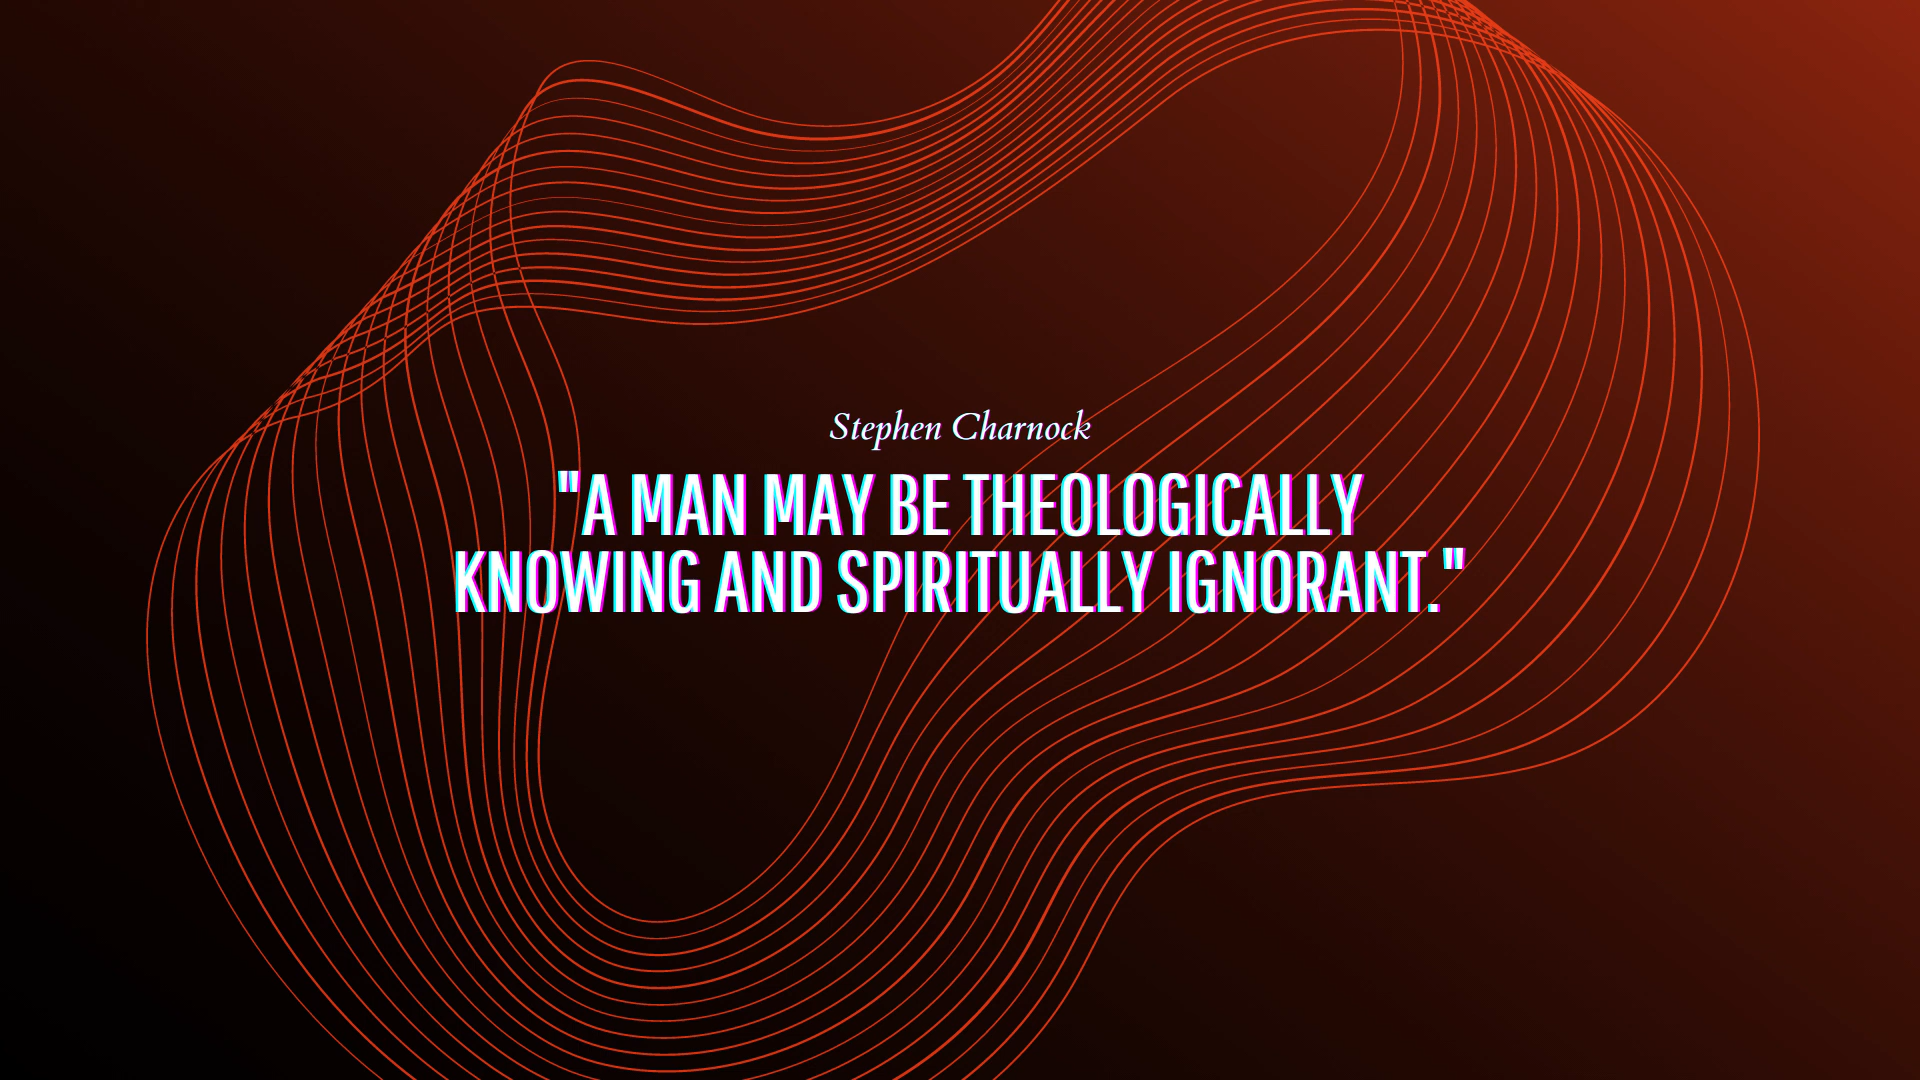 Stephen Charnock
"A MAN MAY BE THEOLOGICALLY
KNOWING AND SPIRITUALLY IGNORANT."